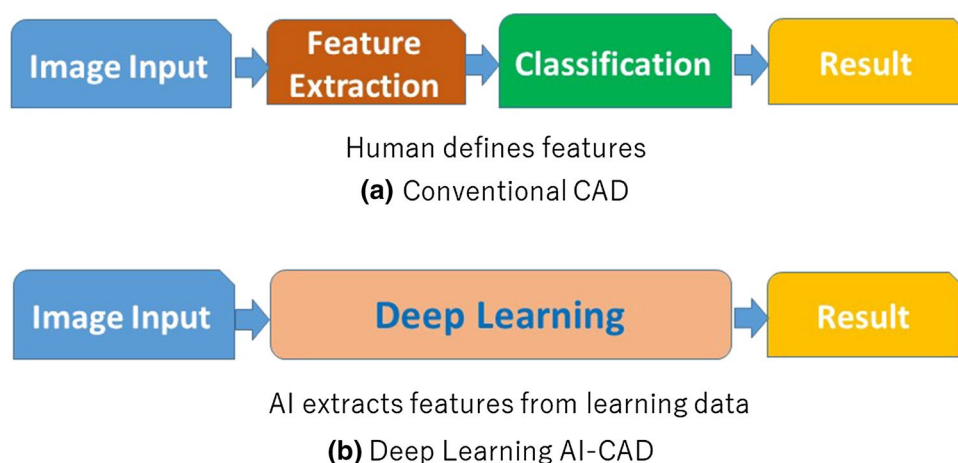 Image Input
Feature
Extraction
Classification
Result
Human defines features
(a) Conventional CAD
Image Input
Deep Learning
Result
AI extracts features from learning data
(b) Deep Learning AI-CAD